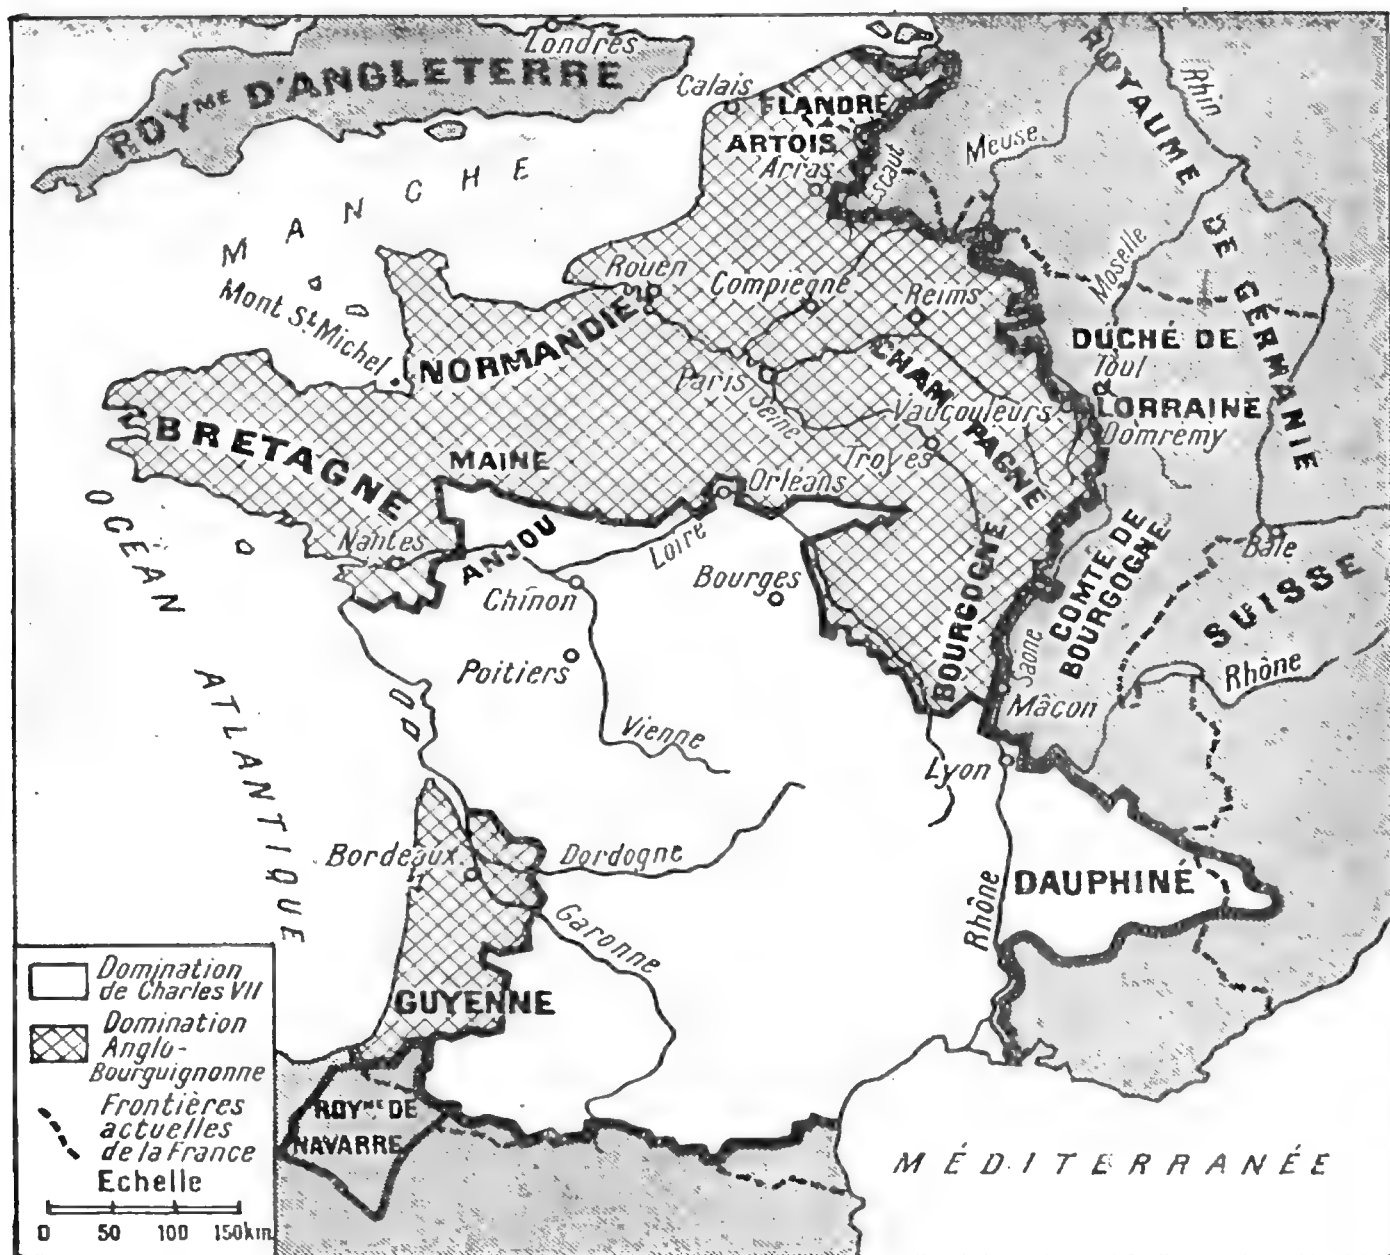 Londres
ROYME D'ANGLETERRE
Calais
FLANDRE
ARTOIS
Arras
Escaut
Meuse
Rhin
ROYAUME DE GERMANIE
MANCHE
Mont St Michel
Rouen
NORMANDIE
Compiègne
Reims
Moselle
DUCHÉ DE
LORRAINE
Toul
Domremy
Paris
Seine
CHAMPAGNE
Vaucouleurs
Troyes
BRETAGNE
MAINE
Orléans
Nantes
ANJOU
Loire
Chinon
Bourges
Poitiers
Vienne
BOURGOGNE
COMTÉ DE
BOURGOGNE
Saone
Mâcon
Bâle
SUISSE
Rhône
Lyon
OCÉAN
ATLANTIQUE
Bordeaux
Dordogne
Garonne
Rhône
DAUPHINÉ
GUYENNE
ROYME DE
NAVARRE
MÉDITERRANÉE
Domination
de Charles VII
Domination
Anglo-
Bourguignonne
Frontières
actuelles
de la France
Echelle
0 50 100 150km.